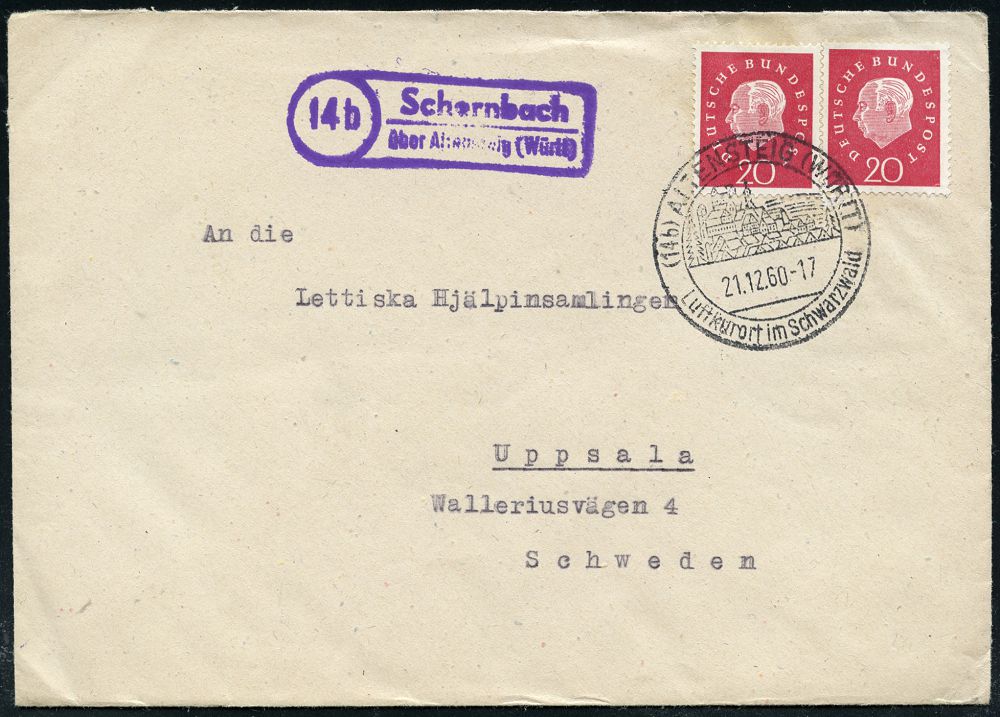 DEUTSCHE BUNDESPOST
20
DEUTSCHE BUNDESPOST
20
14b
Schernbach
über Altensteig (Württ)
(14b) ALTENSTEIG (WÜRTT)
21.12.60-17
Luftkurort im Schwarzwald
An die
Lettiska Hjälpinsamlingen
Uppsala
Walleriusvägen 4
Schweden